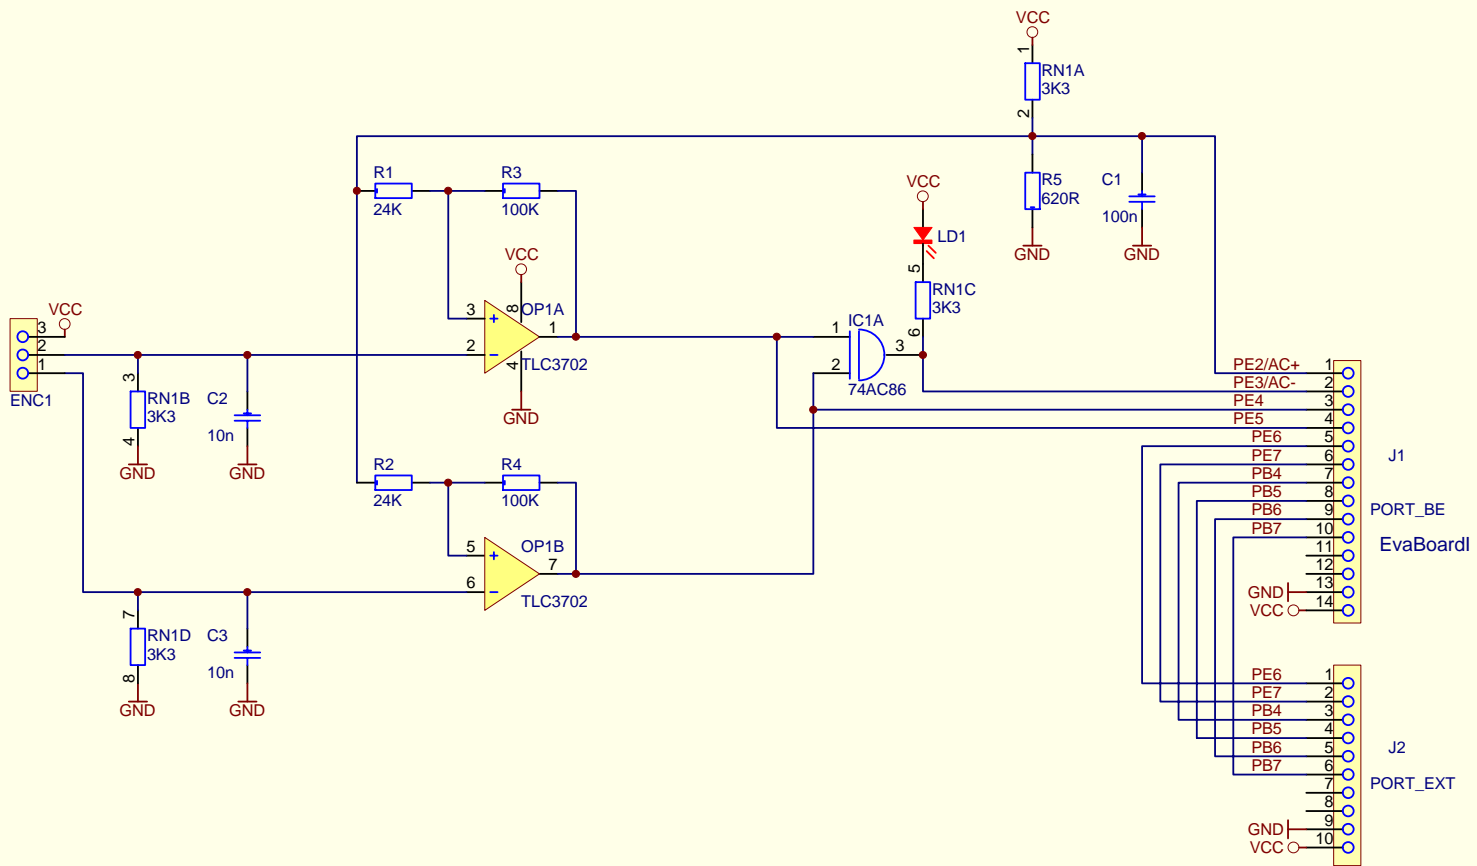 VCC
1
RN1A
3K3
2
R1
24K
R3
100K
VCC
R5
620R
C1
100n
GND
GND
LD1
5
RN1C
3K3
6
VCC
8
OP1A
3
2
1
4
TLC3702
GND
IC1A
1
2
3
74AC86
VCC
3
2
1
ENC1
3
RN1B
3K3
4
GND
C2
10n
GND
R2
24K
R4
100K
OP1B
5
6
7
TLC3702
7
RN1D
3K3
8
GND
C3
10n
GND
PE2/AC+ 1
PE3/AC- 2
PE4 3
PE5 4
PE6 5
PE7 6
PB4 7
PB5 8
PB6 9
PB7 10
11
12
GND 13
VCC 14
J1
PORT_BE
EvaBoardI
PE6 1
PE7 2
PB4 3
PB5 4
PB6 5
PB7 6
7
8
GND 9
VCC 10
J2
PORT_EXT